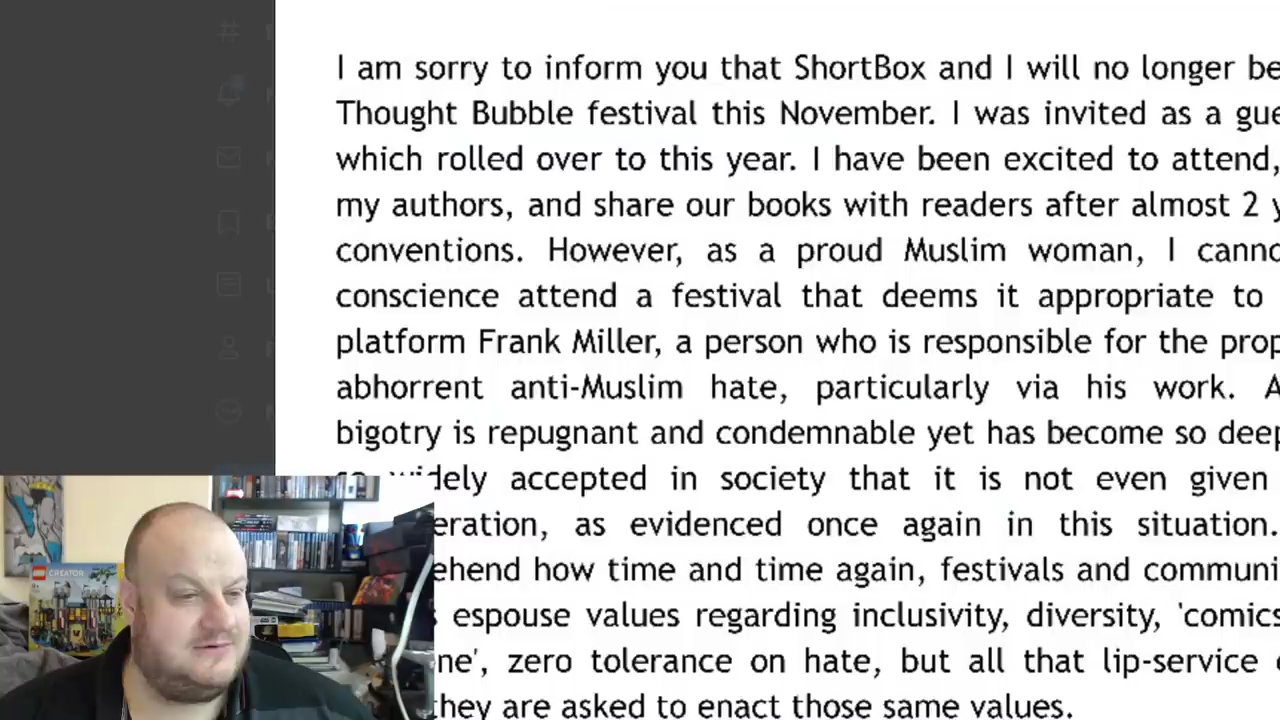 I am sorry to inform you that ShortBox and I will no longer be
Thought Bubble festival this November. I was invited as a gue
which rolled over to this year. I have been excited to attend,
my authors, and share our books with readers after almost 2 y
conventions. However, as a proud Muslim woman, I canno
conscience attend a festival that deems it appropriate to
platform Frank Miller, a person who is responsible for the prop
abhorrent anti-Muslim hate, particularly via his work. A
bigotry is repugnant and condemnable yet has become so deep
widely accepted in society that it is not even given
eration, as evidenced once again in this situation.
ehend how time and time again, festivals and communi
espouse values regarding inclusivity, diversity, 'comics
ne', zero tolerance on hate, but all that lip-service
they are asked to enact those same values.
LEGO CREATOR